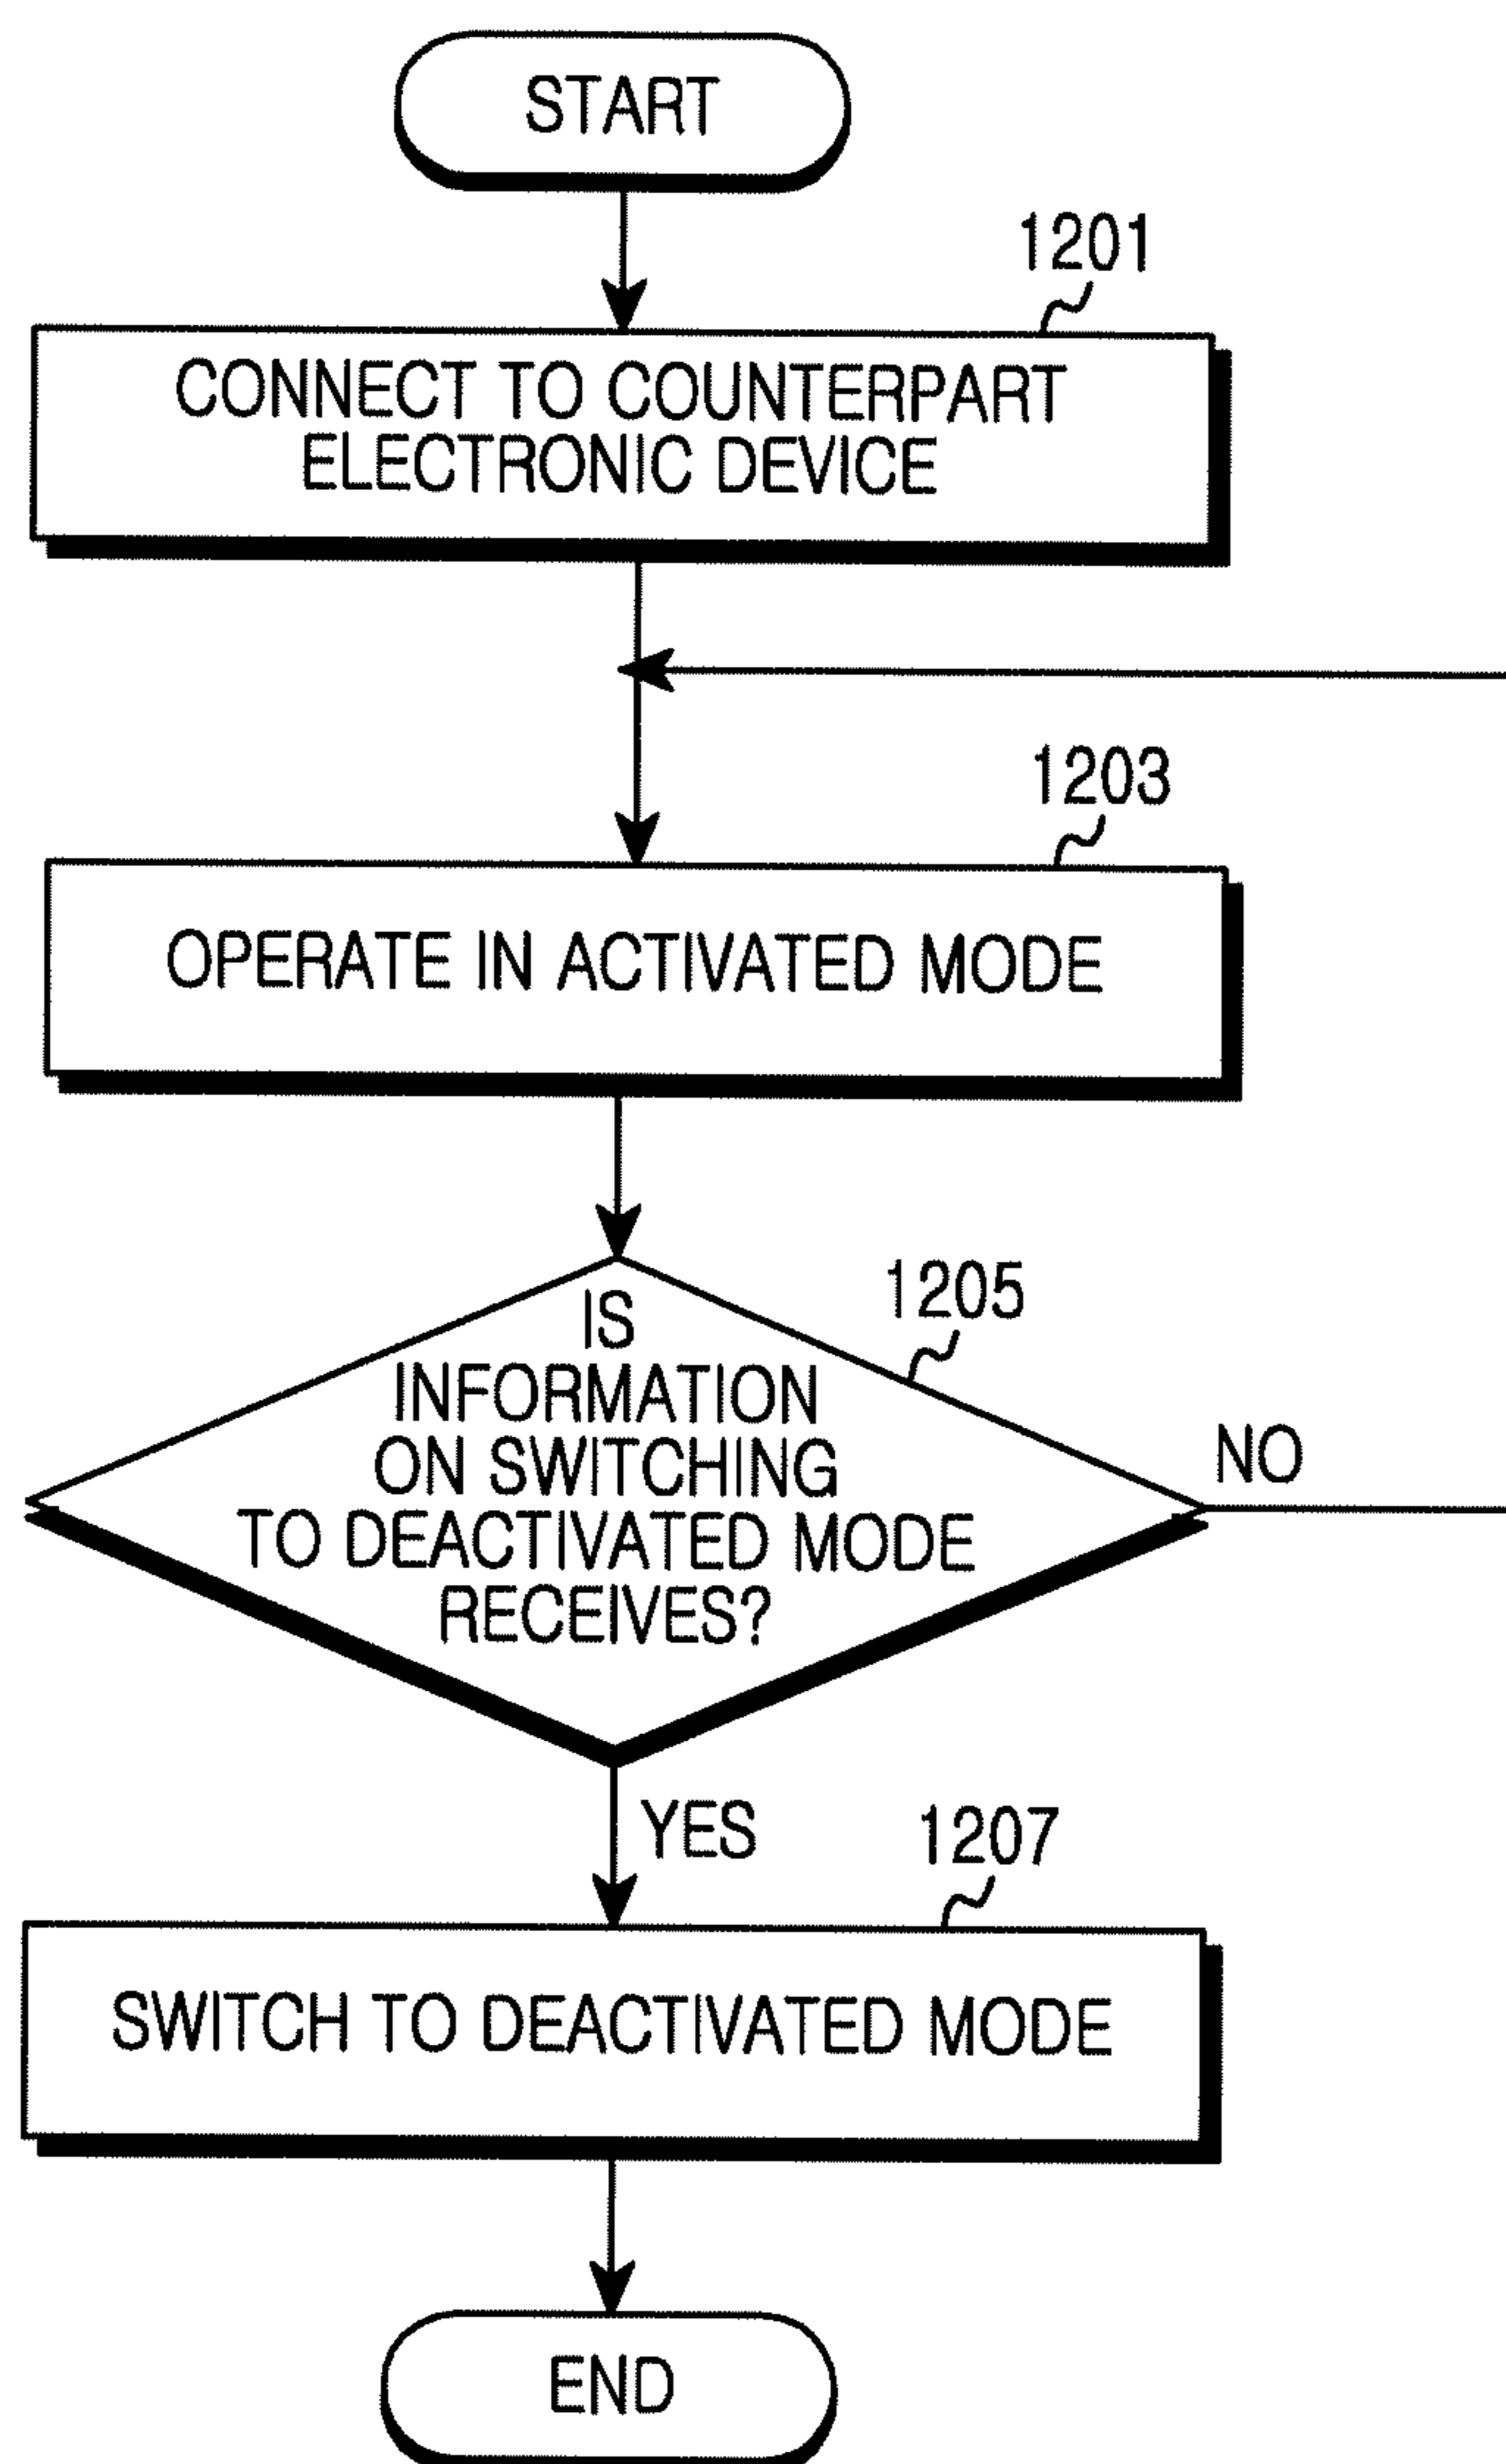 START
1201
CONNECT TO COUNTERPART
ELECTRONIC DEVICE
1203
OPERATE IN ACTIVATED MODE
1205
IS
INFORMATION
ON SWITCHING
TO DEACTIVATED MODE
RECEIVES?
NO
YES
1207
SWITCH TO DEACTIVATED MODE
END